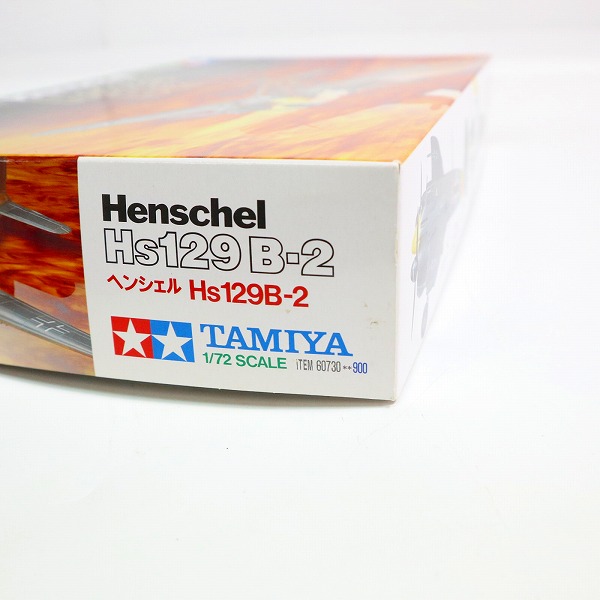 Henschel
Hs129 B-2
ヘンシェル Hs129B-2
TAMIYA
1/72 SCALE ITEM 60730**900